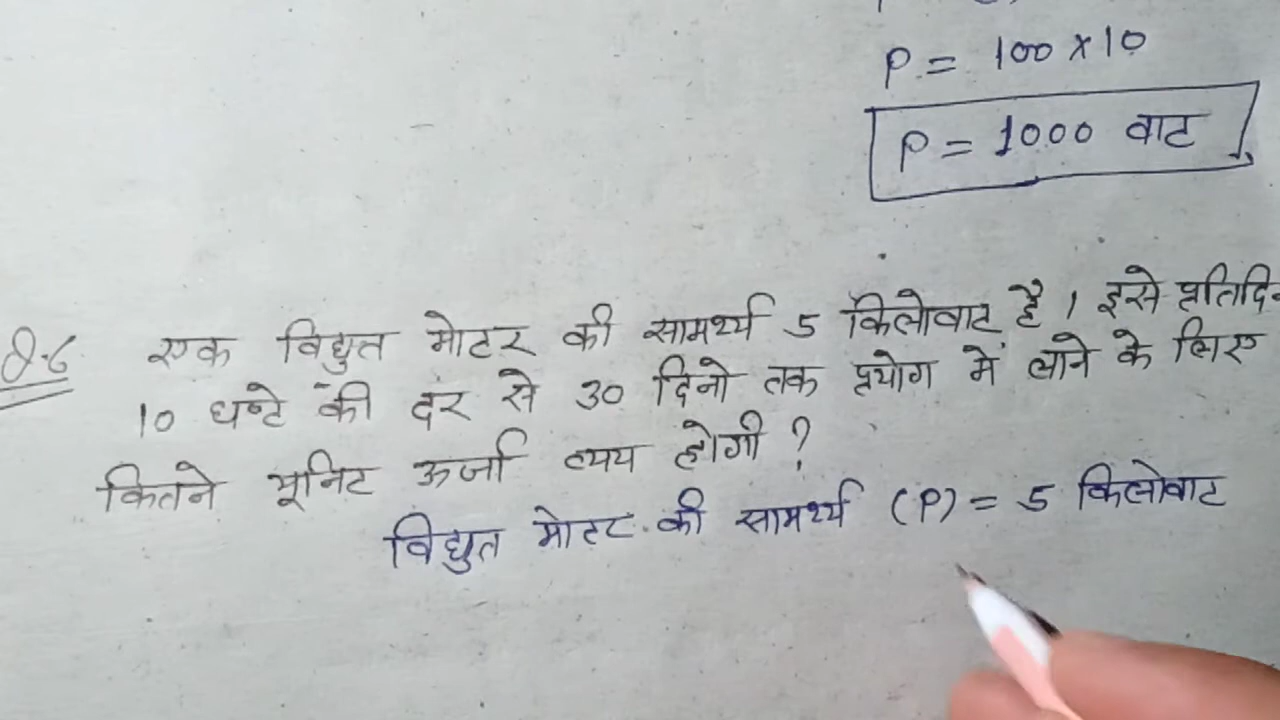 P = 100 × 10
P = 1000 वाट
Q.6 एक विद्युत मोटर की सामर्थ्य 5 किलोवाट है। इसे प्रतिदि
10 घण्टे की दर से 30 दिनो तक प्रयोग में लाने के लिए
कितने यूनिट ऊर्जा व्यय होगी ?
विद्युत मोटर की सामर्थ्य (P) = 5 किलोवाट